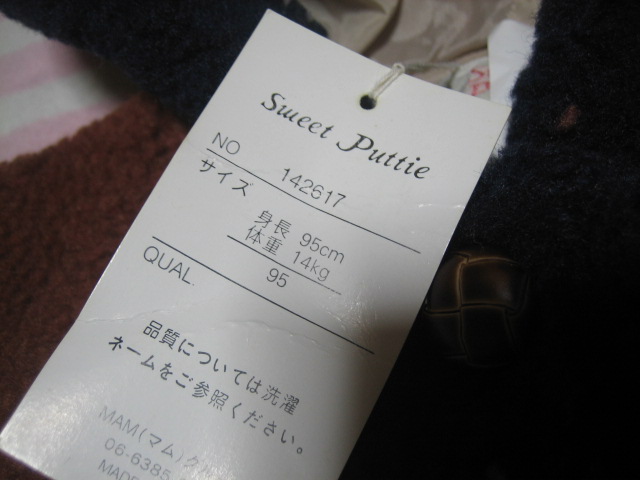 Sweet Puttie
NO 142617
サイズ
身長 95cm
体重 14kg
95
QUAL.
品質については洗濯
ネームをご参照ください。
MAM(マム)ク
06-6385
MADE